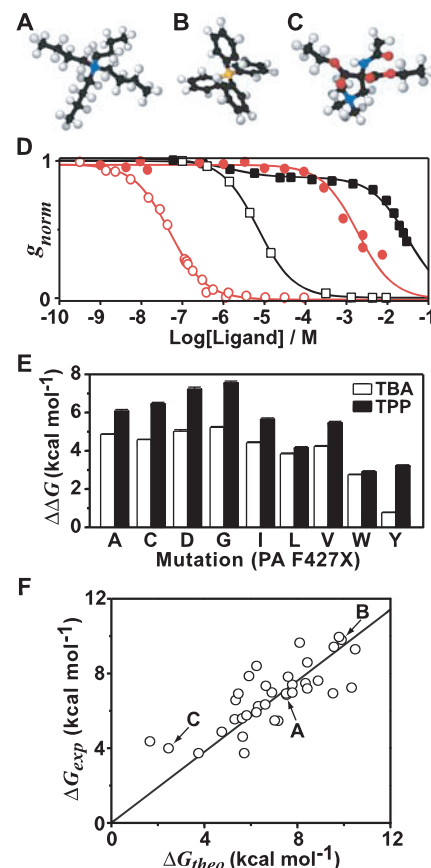 A B C
D
1
0
g_norm
-10 -9 -8 -7 -6 -5 -4 -3 -2 -1
Log[Ligand] / M
E
8
6
4
2
0
ΔΔG (kcal mol⁻¹)
TBA
TPP
A C D G I L V W Y
Mutation (PA F427X)
F
12
8
4
0
ΔG_exp (kcal mol⁻¹)
B
C
A
0 4 8 12
ΔG_theo (kcal mol⁻¹)